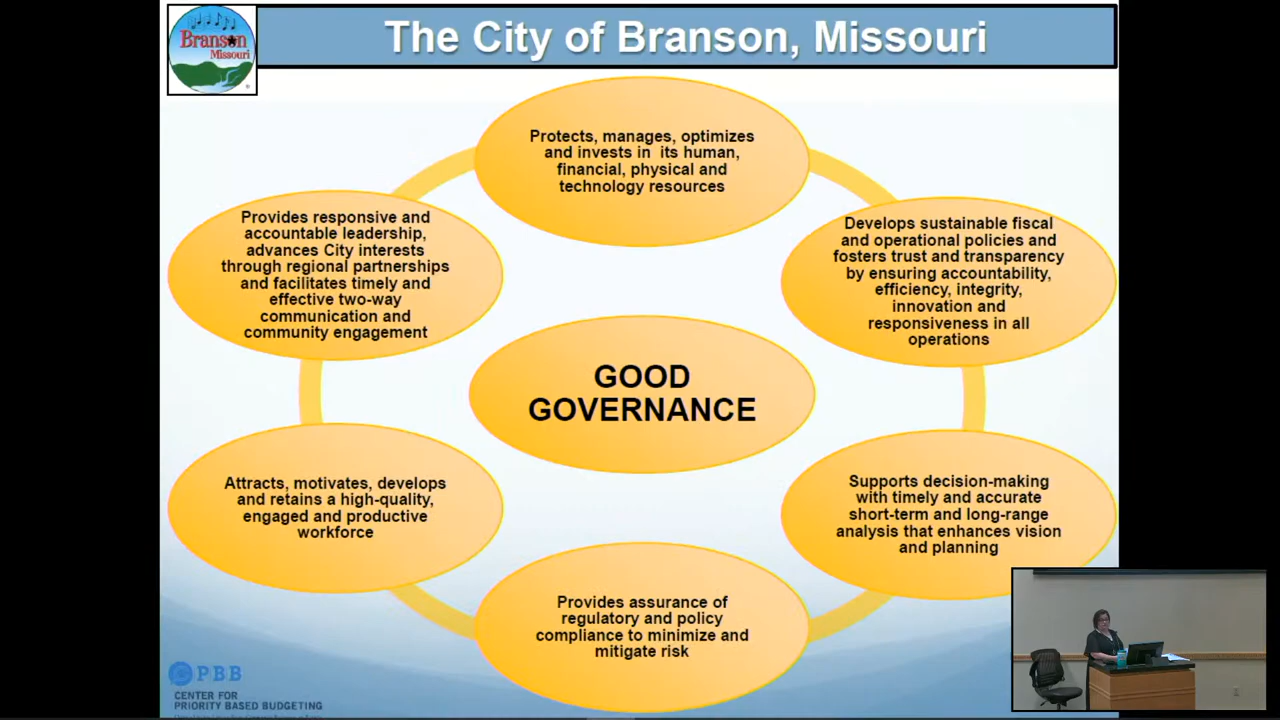 Branson
Missouri
The City of Branson, Missouri
Protects, manages, optimizes
and invests in its human,
financial, physical and
technology resources
Develops sustainable fiscal
and operational policies and
fosters trust and transparency
by ensuring accountability,
efficiency, integrity,
innovation and
responsiveness in all
operations
Supports decision-making
with timely and accurate
short-term and long-range
analysis that enhances vision
and planning
Provides assurance of
regulatory and policy
compliance to minimize and
mitigate risk
Attracts, motivates, develops
and retains a high-quality,
engaged and productive
workforce
Provides responsive and
accountable leadership,
advances City interests
through regional partnerships
and facilitates timely and
effective two-way
communication and
community engagement
GOOD
GOVERNANCE
PBB
CENTER FOR
PRIORITY BASED BUDGETING